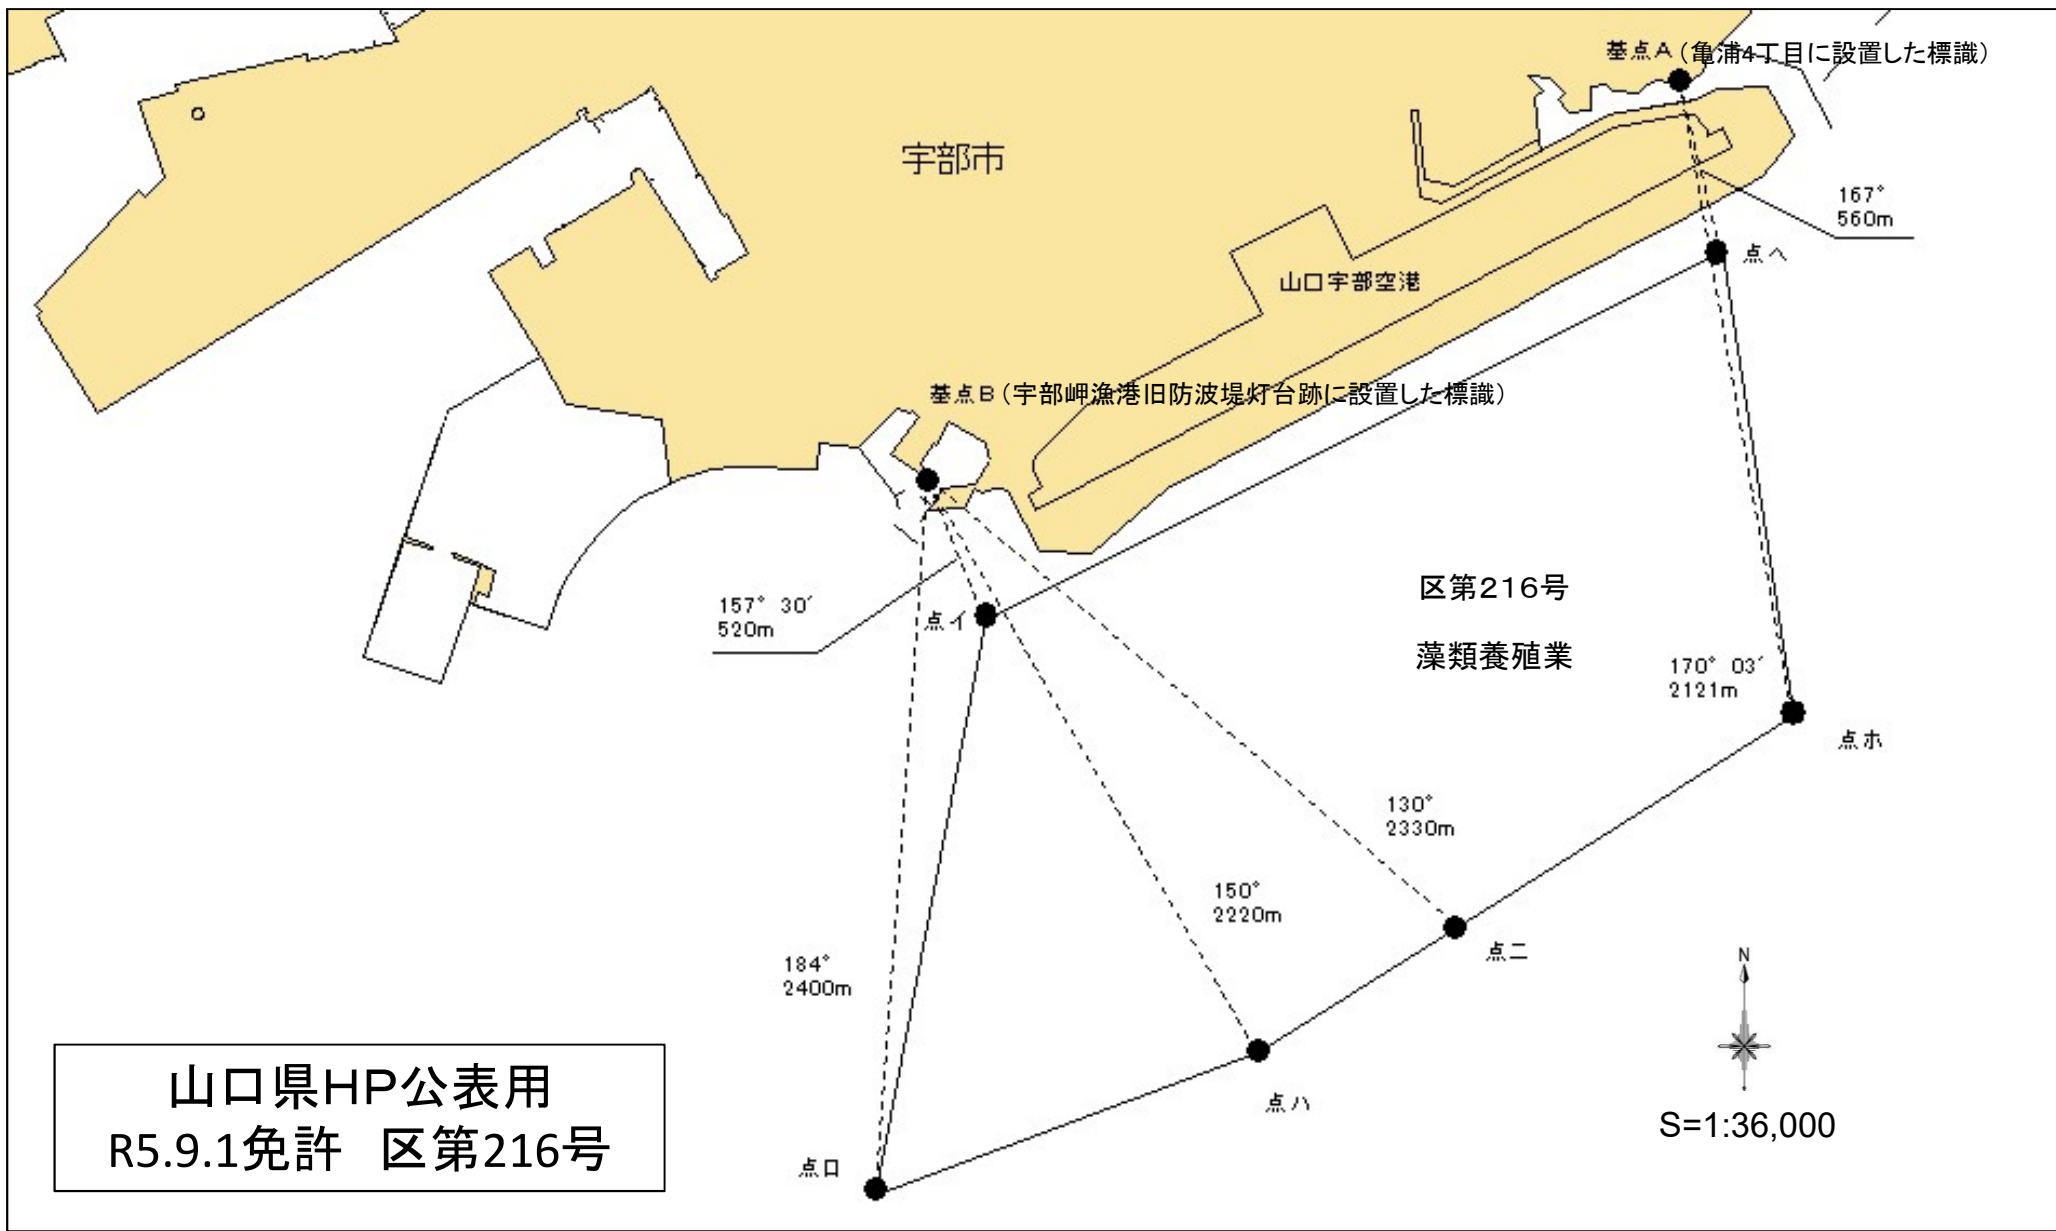 基点A（亀浦4丁目に設置した標識）
宇部市
167°
560m
点ヘ
山口宇部空港
基点B（宇部岬漁港旧防波堤灯台跡に設置した標識）
区第216号
157° 30′
520m
点イ
藻類養殖業
170° 03′
2121m
点ホ
130°
2330m
150°
2220m
点ニ
184°
2400m
N
山口県HP公表用
R5.9.1免許　区第216号
点ハ
S=1:36,000
点ロ